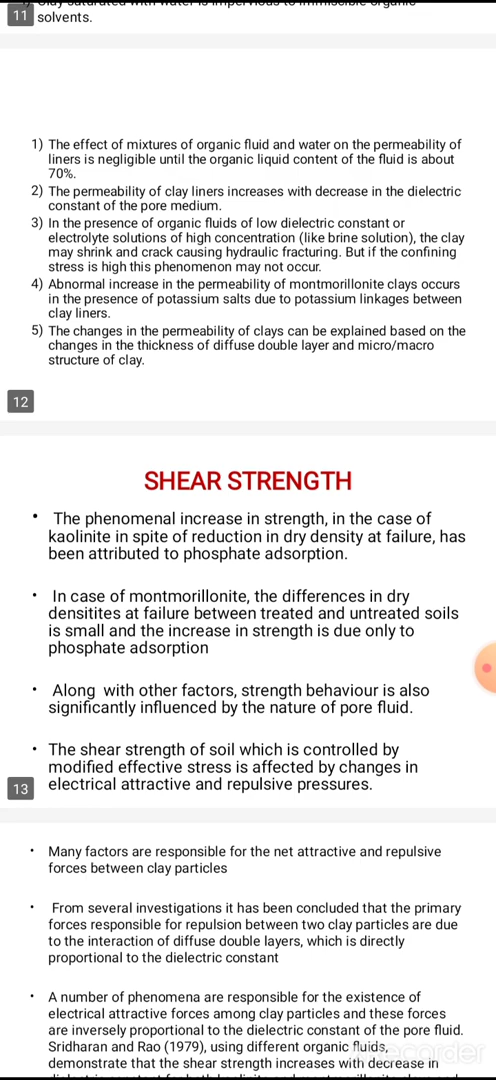 11
solvents.
1) The effect of mixtures of organic fluid and water on the permeability of
liners is negligible until the organic liquid content of the fluid is about
70%.
2) The permeability of clay liners increases with decrease in the dielectric
constant of the pore medium.
3) In the presence of organic fluids of low dielectric constant or
electrolyte solutions of high concentration (like brine solution), the clay
may shrink and crack causing hydraulic fracturing. But if the confining
stress is high this phenomenon may not occur.
4) Abnormal increase in the permeability of montmorillonite clays occurs
in the presence of potassium salts due to potassium linkages between
clay liners.
5) The changes in the permeability of clays can be explained based on the
changes in the thickness of diffuse double layer and micro/macro
structure of clay.
12
SHEAR STRENGTH
• The phenomenal increase in strength, in the case of
kaolinite in spite of reduction in dry density at failure, has
been attributed to phosphate adsorption.
• In case of montmorillonite, the differences in dry
densitites at failure between treated and untreated soils
is small and the increase in strength is due only to
phosphate adsorption
• Along with other factors, strength behaviour is also
significantly influenced by the nature of pore fluid.
• The shear strength of soil which is controlled by
modified effective stress is affected by changes in
electrical attractive and repulsive pressures.
13
• Many factors are responsible for the net attractive and repulsive
forces between clay particles
• From several investigations it has been concluded that the primary
forces responsible for repulsion between two clay particles are due
to the interaction of diffuse double layers, which is directly
proportional to the dielectric constant
• A number of phenomena are responsible for the existence of
electrical attractive forces among clay particles and these forces
are inversely proportional to the dielectric constant of the pore fluid.
Sridharan and Rao (1979), using different organic fluids,
demonstrate that the shear strength increases with decrease in